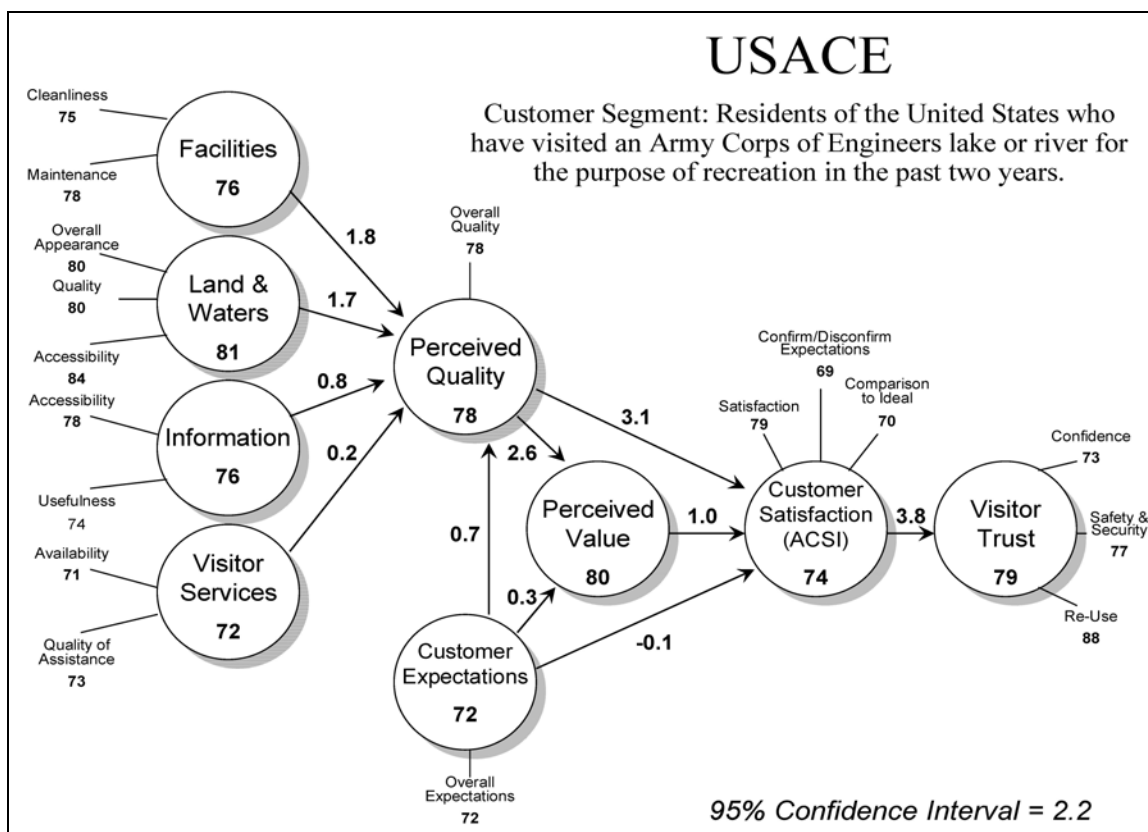 USACE
Customer Segment: Residents of the United States who
have visited an Army Corps of Engineers lake or river for
the purpose of recreation in the past two years.
Cleanliness
75
Maintenance
78
Facilities
76
1.8
Overall
Appearance
80
Quality
80
Accessibility
84
Land &
Waters
81
1.7
Accessibility
78
Usefulness
74
Information
76
0.8
Availability
71
Quality of
Assistance
73
Visitor
Services
72
0.2
Overall
Quality
78
Perceived
Quality
78
3.1
2.6
0.7
Perceived
Value
80
1.0
0.3
Customer
Expectations
72
-0.1
Overall
Expectations
72
Satisfaction
79
Confirm/Disconfirm
Expectations
69
Comparison
to Ideal
70
Customer
Satisfaction
(ACSI)
74
3.8
Visitor
Trust
79
Confidence
73
Safety &
Security
77
Re-Use
88
95% Confidence Interval = 2.2